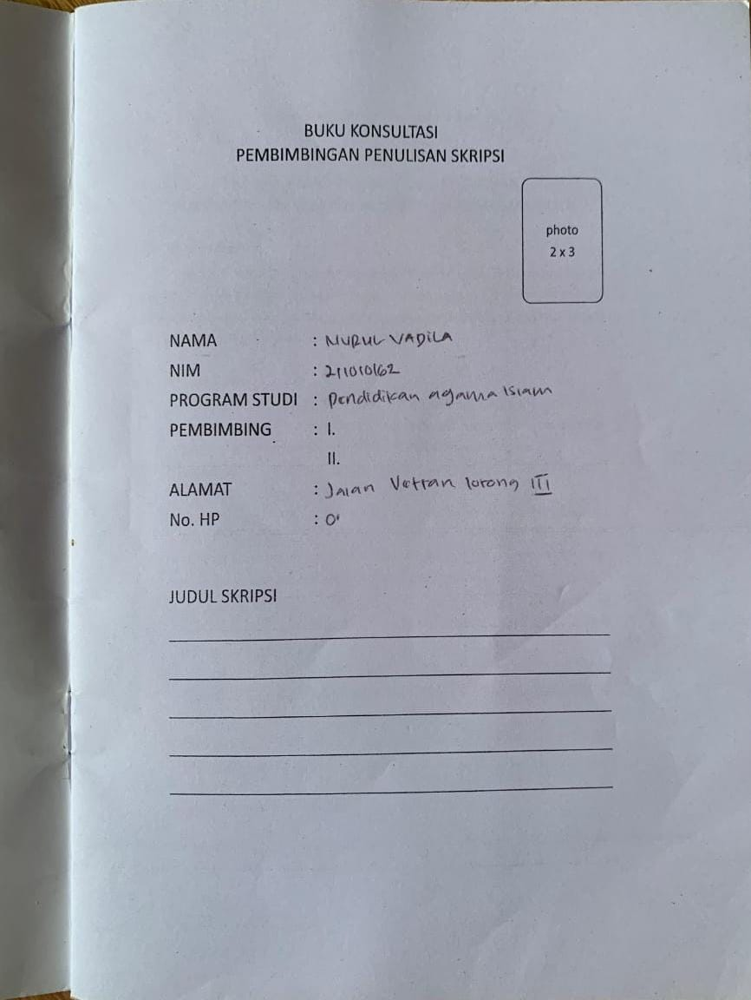 BUKU KONSULTASI
PEMBIMBINGAN PENULISAN SKRIPSI
photo
2 x 3
NAMA : NURUL VADILA
NIM : 211010162
PROGRAM STUDI : Pendidikan agama Islam
PEMBIMBING : I.
II.
ALAMAT : Jalan Vetran lorong III
No. HP : 0
JUDUL SKRIPSI